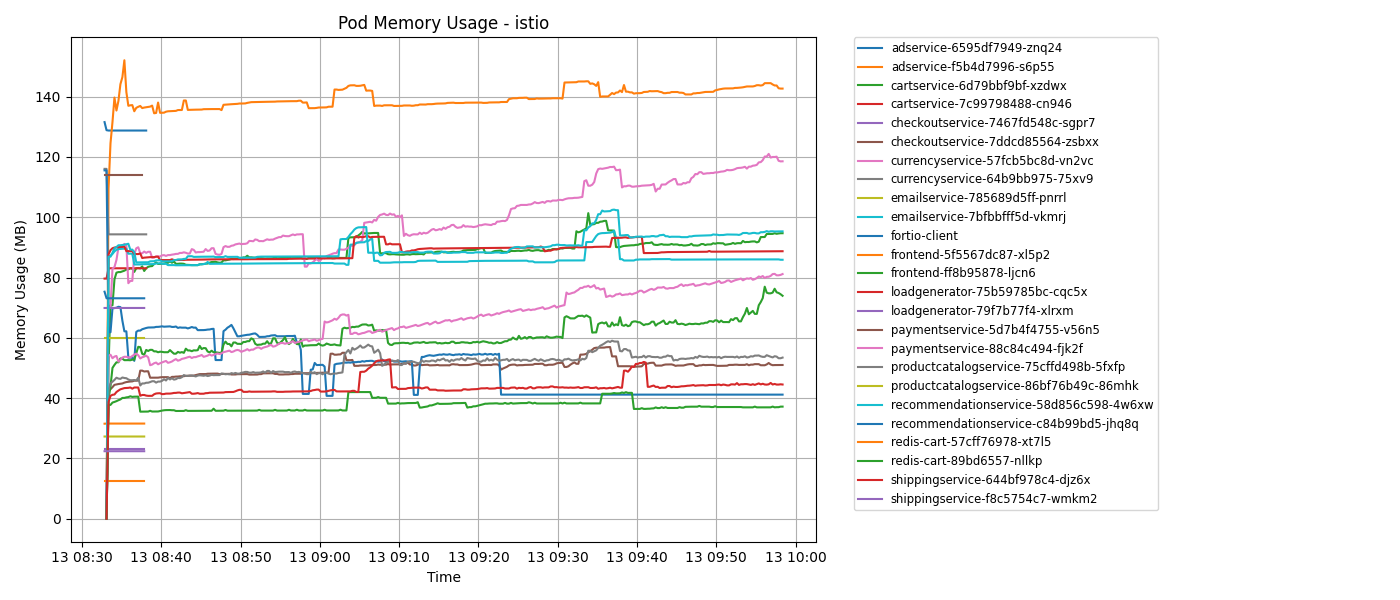 Pod Memory Usage - istio
Memory Usage (MB)
140
120
100
80
60
40
20
0
13 08:30
13 08:40
13 08:50
13 09:00
13 09:10
13 09:20
13 09:30
13 09:40
13 09:50
13 10:00
Time
adservice-6595df7949-znq24
adservice-f5b4d7996-s6p55
cartservice-6d79bbf9bf-xzdwx
cartservice-7c99798488-cn946
checkoutservice-7467fd548c-sgpr7
checkoutservice-7ddcd85564-zsbxx
currencyservice-57fcb5bc8d-vn2vc
currencyservice-64b9bb975-75xv9
emailservice-785689d5ff-pnrrl
emailservice-7bfbbfff5d-vkmrj
fortio-client
frontend-5f5567dc87-xl5p2
frontend-ff8b95878-ljcn6
loadgenerator-75b59785bc-cqc5x
loadgenerator-79f7b77f4-xlrxm
paymentservice-5d7b4f4755-v56n5
paymentservice-88c84c494-fjk2f
productcatalogservice-75cffd498b-5fxfp
productcatalogservice-86bf76b49c-86mhk
recommendationservice-58d856c598-4w6xw
recommendationservice-c84b99bd5-jhq8q
redis-cart-57cff76978-xt7l5
redis-cart-89bd6557-nllkp
shippingservice-644bf978c4-djz6x
shippingservice-f8c5754c7-wmkm2